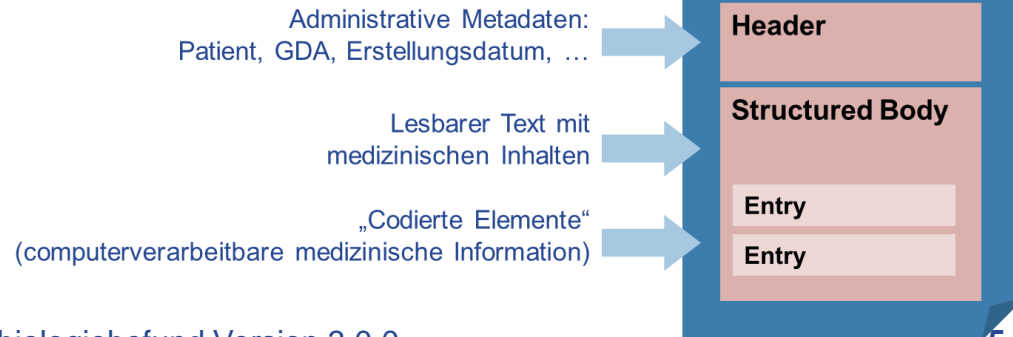 Administrative Metadaten:
Patient, GDA, Erstellungsdatum, …
Header
Lesbarer Text mit
medizinischen Inhalten
Structured Body
„Codierte Elemente“
(computerverarbeitbare medizinische Information)
Entry
Entry